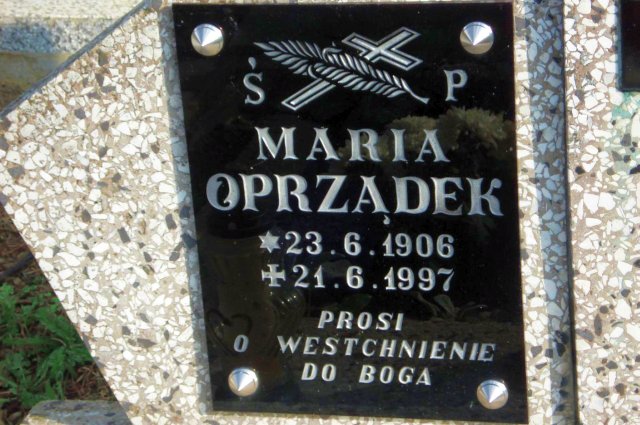 Ś P
MARIA
OPRZĄDEK
✶ 23.6.1906
✝ 21.6.1997
PROSI
O WESTCHNIENIE
DO BOGA